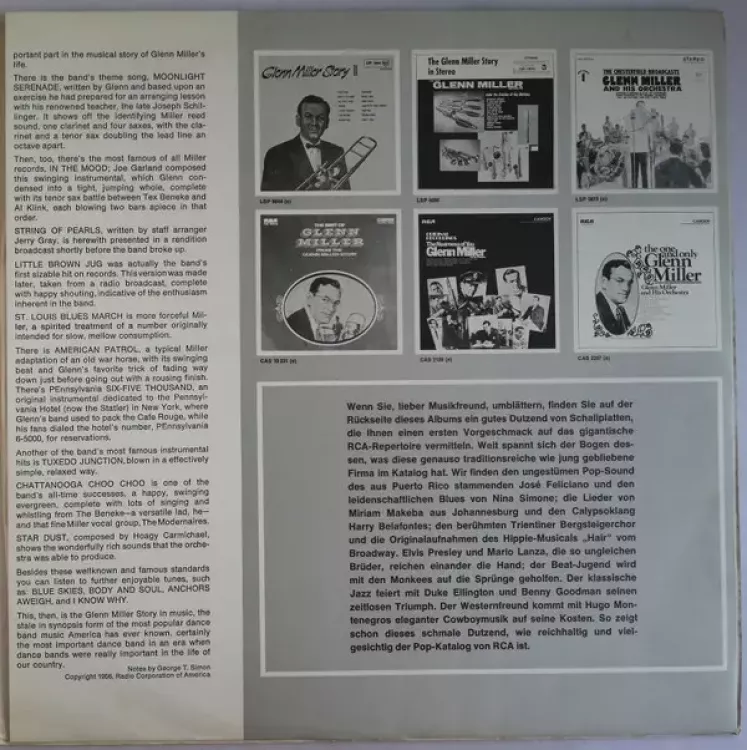 portant part in the musical story of Glenn Miller's
life.
There is the band's theme song, MOONLIGHT
SERENADE, written by Glenn and based upon an
exercise he had prepared for an arranging lesson
with his renowned teacher, the late Joseph Schil-
linger. It shows off the identifying Miller reed
sound, one clarinet and four saxes, with the cla-
rinet and a tenor sax doubling the lead line an
octave apart.
Then, too, there's the most famous of all Miller
records, IN THE MOOD; Joe Garland composed
this swinging instrumental, which Glenn con-
densed into a tight, jumping whole, complete
with its tenor sax battle between Tex Beneke and
Al Klink, each blowing two bars apiece in that
order.
STRING OF PEARLS, written by staff arranger
Jerry Gray, is herewith presented in a rendition
broadcast shortly before the band broke up.
LITTLE BROWN JUG was actually the band's
first sizable hit on records. This version was made
later, taken from a radio broadcast, complete
with happy shouting, indicative of the enthusiasm
inherent in the band.
ST. LOUIS BLUES MARCH is more forceful Mil-
ler, a spirited treatment of a number originally
intended for slow, mellow consumption.
There is AMERICAN PATROL, a typical Miller
adaptation of an old war horse, with its swinging
beat and Glenn's favorite trick of fading way
down just before going out with a rousing finish.
There's PEnnsylvania SIX-FIVE THOUSAND, an
original instrumental dedicated to the Pennsyl-
vania Hotel (now the Statler) in New York, where
Glenn's band used to pack the Cafe Rouge, while
his fans dialed the hotel's number, PEnnsylvania
6-5000, for reservations.
Another of the band's most famous instrumental
hits is TUXEDO JUNCTION, blown in a effectively
simple, relaxed way.
CHATTANOOGA CHOO CHOO is one of the
band's all-time successes, a happy, swinging
evergreen, complete with lots of singing and
whistling from The Beneke—a versatile lad, he—
and that fine Miller vocal group, The Modernaires.
STAR DUST, composed by Hoagy Carmichael,
shows the wonderfully rich sounds that the orche-
stra was able to produce.
Besides these wellknown and famous standards
you can listen to further enjoyable tunes, such
as: BLUE SKIES, BODY AND SOUL, ANCHORS
AWEIGH, and I KNOW WHY.
This, then, is the Glenn Miller Story in music, the
tale in synopsis form of the most popular dance
band music America has ever known, certainly
the most important dance band in an era when
dance bands were really important in the life of
our country.
Notes by George T. Simon
Copyright 1956, Radio Corporation of America
Glenn Miller Story II
The Glenn Miller Story
in Stereo
GLENN MILLER
STEREO
THE CHESTERFIELD BROADCASTS
GLENN MILLER
AND HIS ORCHESTRA
THE BEST OF
GLENN
MILLER
RCA
Glenn Miller
RCA
the one
and only
Glenn
Miller
Glenn Miller
and His Orchestra
Wenn Sie, lieber Musikfreund, umblättern, finden Sie auf der
Rückseite dieses Albums ein gutes Dutzend von Schallplatten,
die Ihnen einen ersten Vorgeschmack auf das gigantische
RCA-Repertoire vermitteln. Weit spannt sich der Bogen des-
sen, was diese genauso traditionsreiche wie jung gebliebene
Firma im Katalog hat. Wir finden den ungestümen Pop-Sound
des aus Puerto Rico stammenden José Feliciano und den
leidenschaftlichen Blues von Nina Simone; die Lieder von
Miriam Makeba aus Johannesburg und den Calypsoklang
Harry Belafontes; den berühmten Trientiner Bergsteigerchor
und die Originalaufnahmen des Hippie-Musicals „Hair" vom
Broadway. Elvis Presley und Mario Lanza, die so ungleichen
Brüder, reichen einander die Hand; der Beat-Jugend wird
mit den Monkees auf die Sprünge geholfen. Der klassische
Jazz feiert mit Duke Ellington und Benny Goodman seinen
zeitlosen Triumph. Der Westernfreund kommt mit Hugo Mon-
tenegros eleganter Cowboymusik auf seine Kosten. So zeigt
schon dieses schmale Dutzend, wie reichhaltig und viel-
gesichtig der Pop-Katalog von RCA ist.